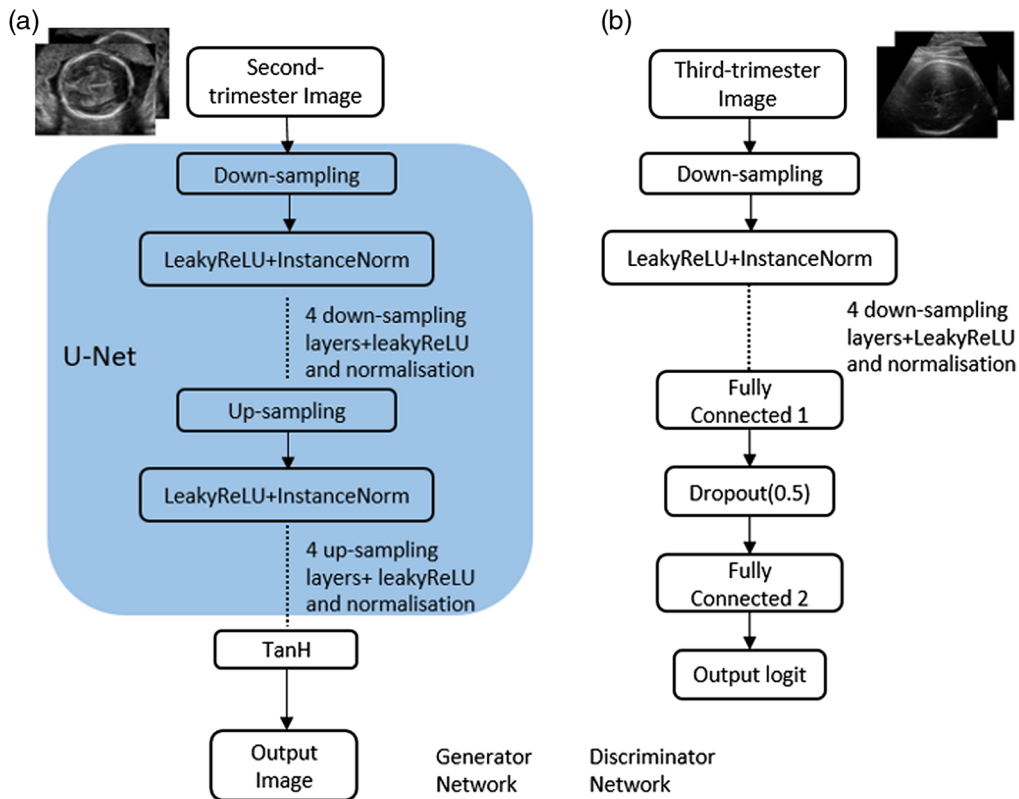 (a)
Second-
trimester Image
Down-sampling
LeakyReLU+InstanceNorm
4 down-sampling
layers+leakyReLU
and normalisation
U-Net
Up-sampling
LeakyReLU+InstanceNorm
4 up-sampling
layers+ leakyReLU
and normalisation
TanH
Output
Image
Generator
Network
(b)
Third-trimester
Image
Down-sampling
LeakyReLU+InstanceNorm
4 down-sampling
layers+LeakyReLU
and normalisation
Fully
Connected 1
Dropout(0.5)
Fully
Connected 2
Output logit
Discriminator
Network